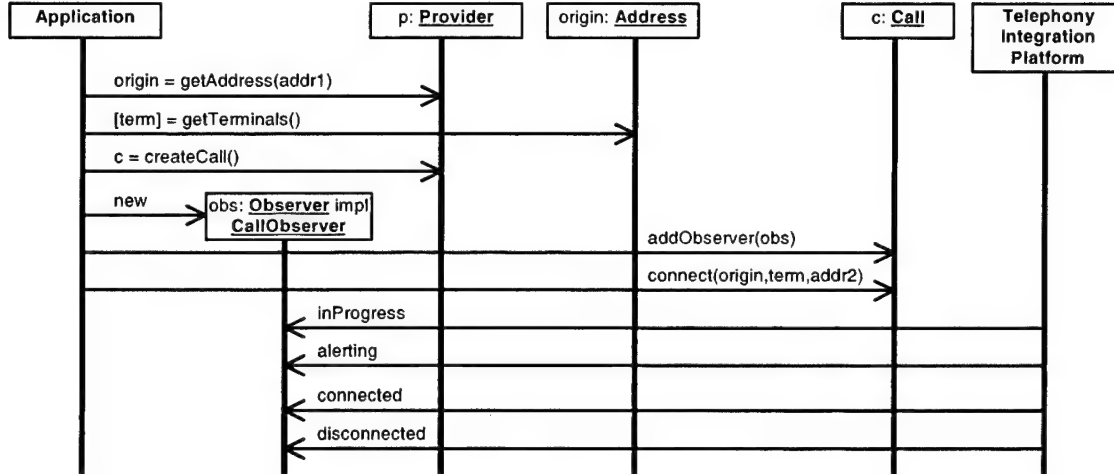 Application
p: Provider
origin: Address
c: Call
Telephony
Integration
Platform
origin = getAddress(addr1)
[term] = getTerminals()
c = createCall()
new
obs: Observer impl
CallObserver
addObserver(obs)
connect(origin,term,addr2)
inProgress
alerting
connected
disconnected